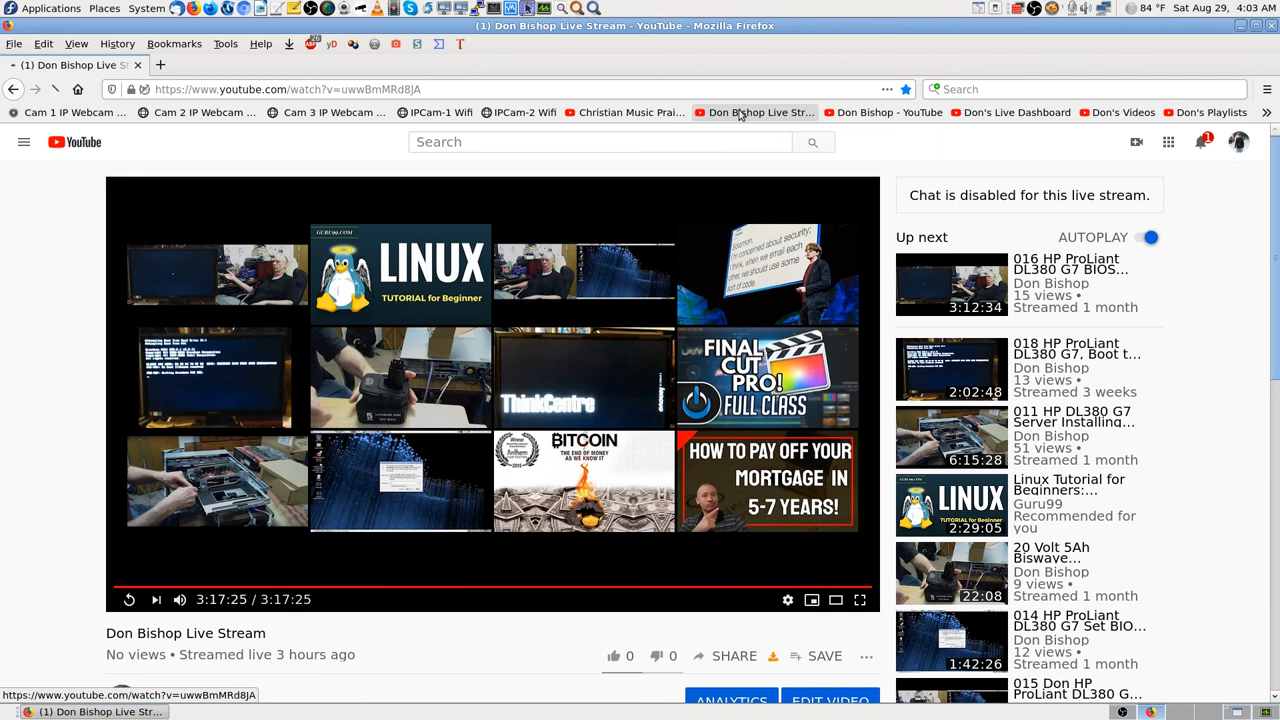 Applications Places System 84 °F Sat Aug 29, 4:03 AM
(1) Don Bishop Live Stream - YouTube - Mozilla Firefox
File Edit View History Bookmarks Tools Help
(1) Don Bishop Live S
https://www.youtube.com/watch?v=uwwBmMRd8JA
Search
Cam 1 IP Webcam ... Cam 2 IP Webcam ... Cam 3 IP Webcam ... IPCam-1 Wifi IPCam-2 Wifi Christian Music Prai... Don Bishop Live Str... Don Bishop - YouTube Don's Live Dashboard Don's Videos Don's Playlists
YouTube
Search
1
GURU99.COM
LINUX
TUTORIAL for Beginner
ThinkCentre
FINAL
CUT
PRO!
FULL CLASS
BITCOIN
THE END OF MONEY
AS WE KNOW IT
HOW TO PAY OFF YOUR
MORTGAGE IN
5-7 YEARS!
3:17:25 / 3:17:25
Don Bishop Live Stream
No views • Streamed live 3 hours ago
0 0 SHARE SAVE
ANALYTICS EDIT VIDEO
Chat is disabled for this live stream.
Up next AUTOPLAY
016 HP ProLiant
DL380 G7 BIOS...
Don Bishop
15 views •
Streamed 1 month
3:12:34
018 HP ProLiant
DL380 G7, Boot t...
Don Bishop
13 views •
Streamed 3 weeks
2:02:48
011 HP DL380 G7
Server Installing...
Don Bishop
51 views •
Streamed 1 month
6:15:28
Linux Tutorial for
Beginners:...
Guru99
Recommended for
you
LINUX
TUTORIAL for Beginner
2:29:05
20 Volt 5Ah
Biswaye...
Don Bishop
9 views •
Streamed 1 month
22:08
014 HP ProLiant
DL380 G7 Set BIO...
Don Bishop
12 views •
Streamed 1 month
1:42:26
015 Don HP
ProLiant DL380 G...
https://www.youtube.com/watch?v=uwwBmMRd8JA
(1) Don Bishop Live Str...